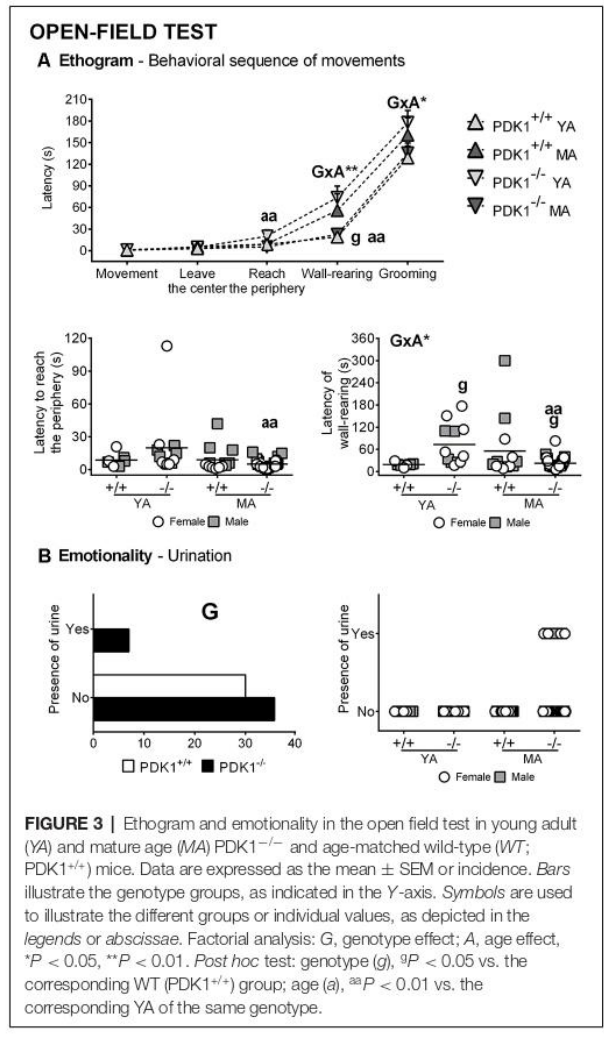 OPEN-FIELD TEST
A Ethogram - Behavioral sequence of movements
Latency (s)
210
180
150
120
90
60
30
0
aa
GxA**
g aa
GxA*
Movement
Leave the center
Reach the periphery
Wall-rearing
Grooming
PDK1+/+ YA
PDK1+/+ MA
PDK1-/- YA
PDK1-/- MA
Latency to reach
the periphery (s)
120
90
60
30
0
aa
+/+ -/- +/+ -/-
YA MA
Female Male
Latency of
wall-rearing (s)
360
300
240
180
120
60
0
GxA*
g
aa
g
+/+ -/- +/+ -/-
YA MA
Female Male
B Emotionality - Urination
Presence of urine
Yes
No
G
0 10 20 30 40
PDK1+/+ PDK1-/-
Presence of urine
Yes
No
+/+ -/- +/+ -/-
YA MA
Female Male
FIGURE 3 | Ethogram and emotionality in the open field test in young adult
(YA) and mature age (MA) PDK1−/− and age-matched wild-type (WT;
PDK1+/+) mice. Data are expressed as the mean ± SEM or incidence. Bars
illustrate the genotype groups, as indicated in the Y-axis. Symbols are used
to illustrate the different groups or individual values, as depicted in the
legends or abscissae. Factorial analysis: G, genotype effect; A, age effect,
*P < 0.05, **P < 0.01. Post hoc test: genotype (g), gP < 0.05 vs. the
corresponding WT (PDK1+/+) group; age (a), aaP < 0.01 vs. the
corresponding YA of the same genotype.